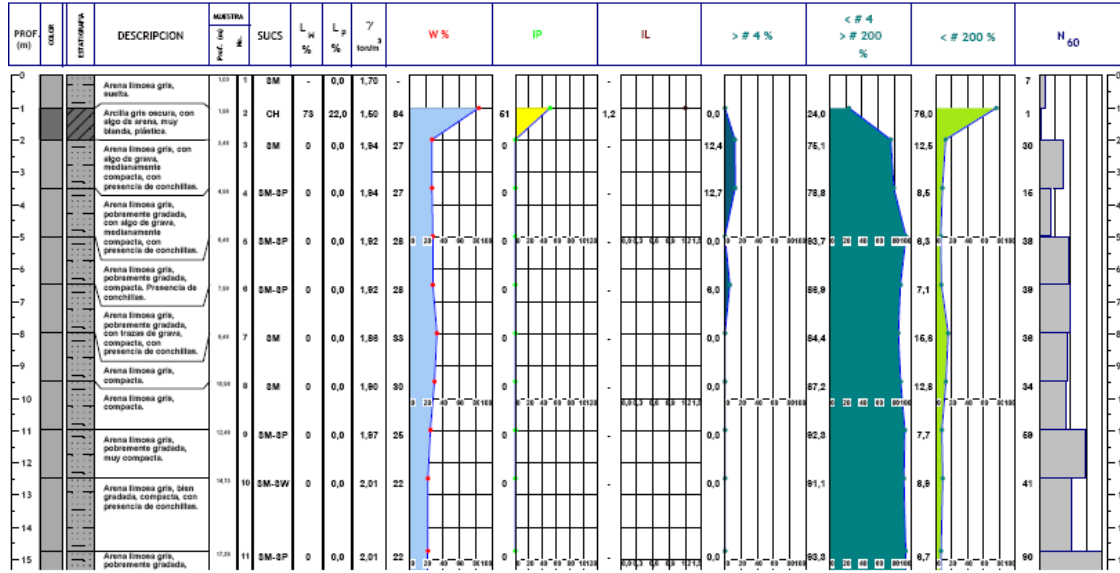 PROF. (m)
COLOR
ESTATIGRAFIA
DESCRIPCION
MUESTRA
Prof. (m)
No.
SUCS
L W %
L P %
γ ton/m 3
W %
IP
IL
> # 4 %
< # 4
> # 200
%
< # 200 %
N 60
0
1
2
3
4
5
6
7
8
9
10
11
12
13
14
15
Arena limosa gris,
suelta.
1 SM - 0,0 1,70 - - 7
Arcilla gris oscura, con
algo de arena, muy
blanda, plástica.
2 CH 73 22,0 1,50 84 61 1,2 0,0 24,0 76,0 1
Arena limosa gris, con
algo de grava,
medianamente
compacta, con
presencia de conchillas.
3 SM 0 0,0 1,94 27 0 - 12,4 75,1 12,5 30
Arena limosa gris,
pobremente gradada,
con algo de grava,
medianamente
compacta, con
presencia de conchillas.
4 SM-SP 0 0,0 1,94 27 0 - 12,7 78,8 8,5 16
Arena limosa gris,
pobremente gradada,
compacta. Presencia de
conchillas.
5 SM-SP 0 0,0 1,92 28 0 - 0,0 93,7 6,3 38
Arena limosa gris,
pobremente gradada,
con trazas de grava,
compacta, con
presencia de conchillas.
6 SM-SP 0 0,0 1,92 28 0 - 6,0 86,9 7,1 39
Arena limosa gris,
compacta.
7 SM 0 0,0 1,86 33 0 - 0,0 84,4 15,6 36
Arena limosa gris,
compacta.
8 SM 0 0,0 1,90 30 0 - 0,0 87,2 12,8 34
Arena limosa gris,
pobremente gradada,
muy compacta.
9 SM-SP 0 0,0 1,97 25 0 - 0,0 92,3 7,7 59
Arena limosa gris, bien
gradada, compacta, con
presencia de conchillas.
10 SM-SW 0 0,0 2,01 22 0 - 0,0 91,1 8,9 41
Arena limosa gris,
pobremente gradada,
11 SM-SP 0 0,0 2,01 22 0 - 0,0 93,3 6,7 90